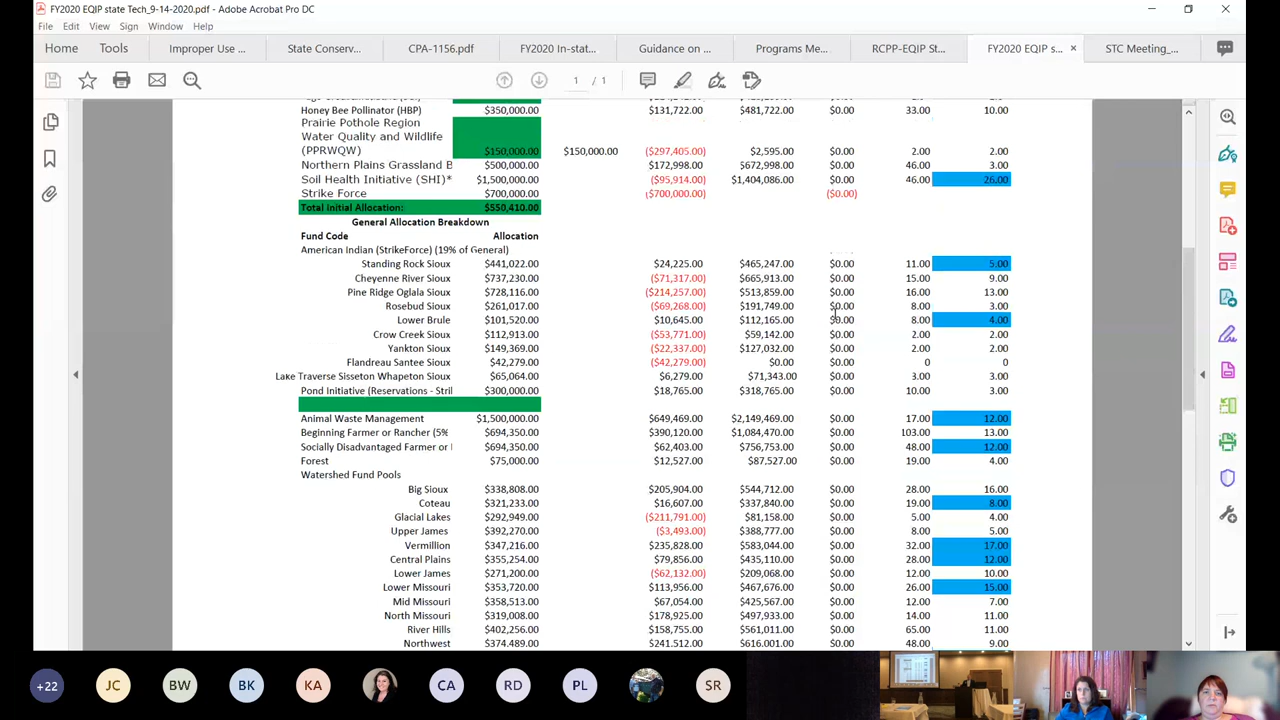 FY2020 EQIP state Tech_9-14-2020.pdf - Adobe Acrobat Pro DC
File Edit View Sign Window Help
Home Tools Improper Use ... State Conserv... CPA-1156.pdf FY2020 In-stat... Guidance on ... Programs Me... RCPP-EQIP St... FY2020 EQIP s... × STC Meeting_...
1 / 1
Honey Bee Pollinator (HBP) $350,000.00 $131,722.00 $481,722.00 $0.00 33.00 10.00
Prairie Pothole Region
Water Quality and Wildlife
(PPRWQW) $150,000.00 $150,000.00 ($297,405.00) $2,595.00 $0.00 2.00 2.00
Northern Plains Grassland B $500,000.00 $172,998.00 $672,998.00 $0.00 46.00 3.00
Soil Health Initiative (SHI)* $1,500,000.00 ($95,914.00) $1,404,086.00 $0.00 46.00 26.00
Strike Force $700,000.00 ($700,000.00) ($0.00)
Total Initial Allocation: $550,410.00
General Allocation Breakdown
Fund Code Allocation
American Indian (StrikeForce) (19% of General)
Standing Rock Sioux $441,022.00 $24,225.00 $465,247.00 $0.00 11.00 5.00
Cheyenne River Sioux $737,230.00 ($71,317.00) $665,913.00 $0.00 15.00 9.00
Pine Ridge Oglala Sioux $728,116.00 ($214,257.00) $513,859.00 $0.00 16.00 13.00
Rosebud Sioux $261,017.00 ($69,268.00) $191,749.00 $0.00 8.00 3.00
Lower Brule $101,520.00 $10,645.00 $112,165.00 $0.00 8.00 4.00
Crow Creek Sioux $112,913.00 ($53,771.00) $59,142.00 $0.00 2.00 2.00
Yankton Sioux $149,369.00 ($22,337.00) $127,032.00 $0.00 2.00 2.00
Flandreau Santee Sioux $42,279.00 ($42,279.00) $0.00 $0.00 0 0
Lake Traverse Sisseton Whapeton Sioux $65,064.00 $6,279.00 $71,343.00 $0.00 3.00 3.00
Pond Initiative (Reservations - Stril $300,000.00 $18,765.00 $318,765.00 $0.00 10.00 3.00
Animal Waste Management $1,500,000.00 $649,469.00 $2,149,469.00 $0.00 17.00 12.00
Beginning Farmer or Rancher (5% $694,350.00 $390,120.00 $1,084,470.00 $0.00 103.00 13.00
Socially Disadvantaged Farmer or $694,350.00 $62,403.00 $756,753.00 $0.00 48.00 12.00
Forest $75,000.00 $12,527.00 $87,527.00 $0.00 19.00 4.00
Watershed Fund Pools
Big Sioux $338,808.00 $205,904.00 $544,712.00 $0.00 28.00 16.00
Coteau $321,233.00 $16,607.00 $337,840.00 $0.00 19.00 8.00
Glacial Lakes $292,949.00 ($211,791.00) $81,158.00 $0.00 5.00 4.00
Upper James $392,270.00 ($3,493.00) $388,777.00 $0.00 8.00 5.00
Vermillion $347,216.00 $235,828.00 $583,044.00 $0.00 32.00 17.00
Central Plains $355,254.00 $79,856.00 $435,110.00 $0.00 28.00 12.00
Lower James $271,200.00 ($62,132.00) $209,068.00 $0.00 12.00 10.00
Lower Missouri $353,720.00 $113,956.00 $467,676.00 $0.00 26.00 15.00
Mid Missouri $358,513.00 $67,054.00 $425,567.00 $0.00 12.00 7.00
North Missouri $319,008.00 $178,925.00 $497,933.00 $0.00 14.00 11.00
River Hills $402,256.00 $158,755.00 $561,011.00 $0.00 65.00 11.00
Northwest $374,489.00 $241,512.00 $616,001.00 $0.00 48.00 9.00
+22 JC BW BK KA CA RD PL SR